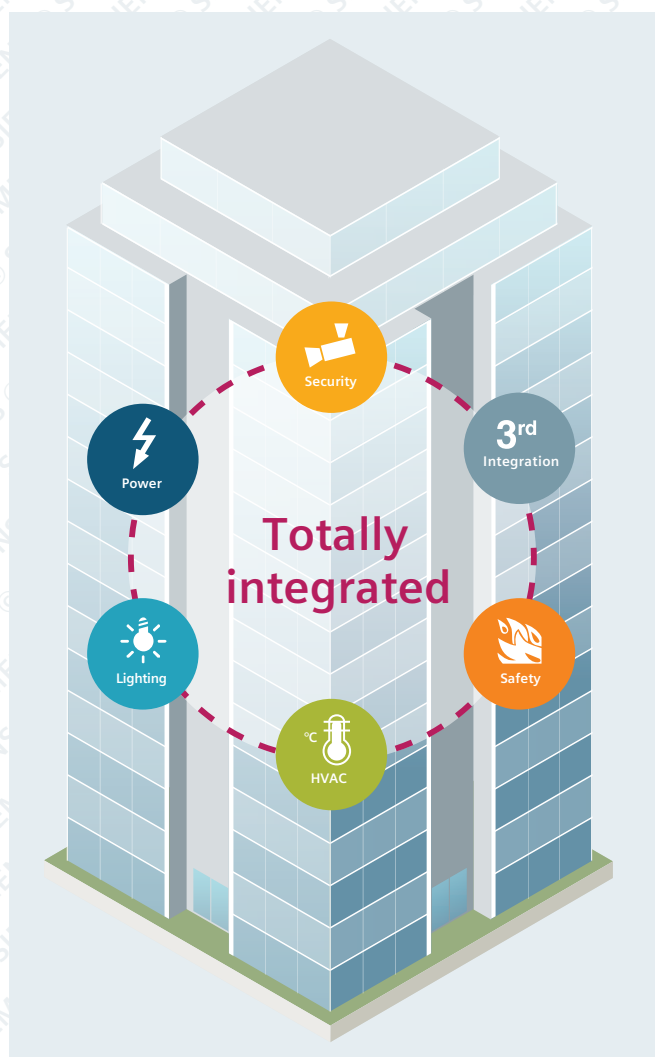 Security
3rd
Integration
Power
Totally
integrated
Lighting
Safety
°C
HVAC